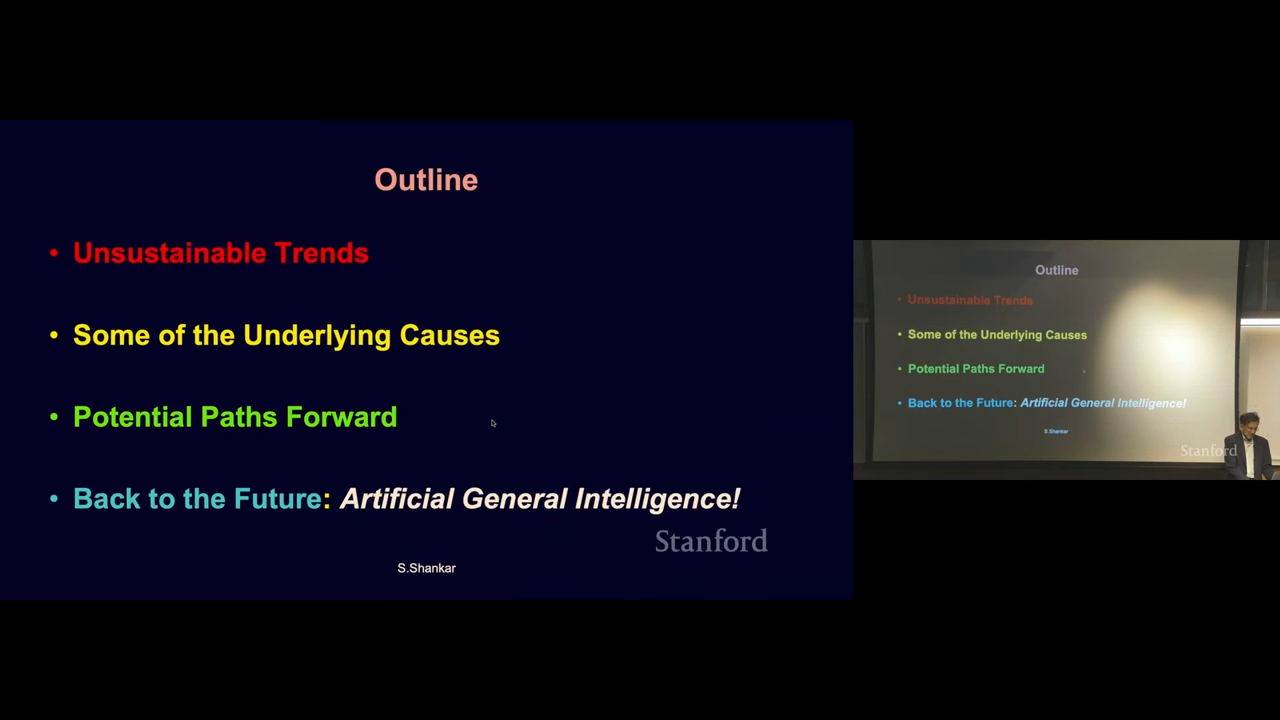 Outline
• Unsustainable Trends
• Some of the Underlying Causes
• Potential Paths Forward
• Back to the Future: Artificial General Intelligence!
Stanford
S.Shankar
Outline
• Unsustainable Trends
• Some of the Underlying Causes
• Potential Paths Forward
• Back to the Future: Artificial General Intelligence!
S.Shankar
Stanford